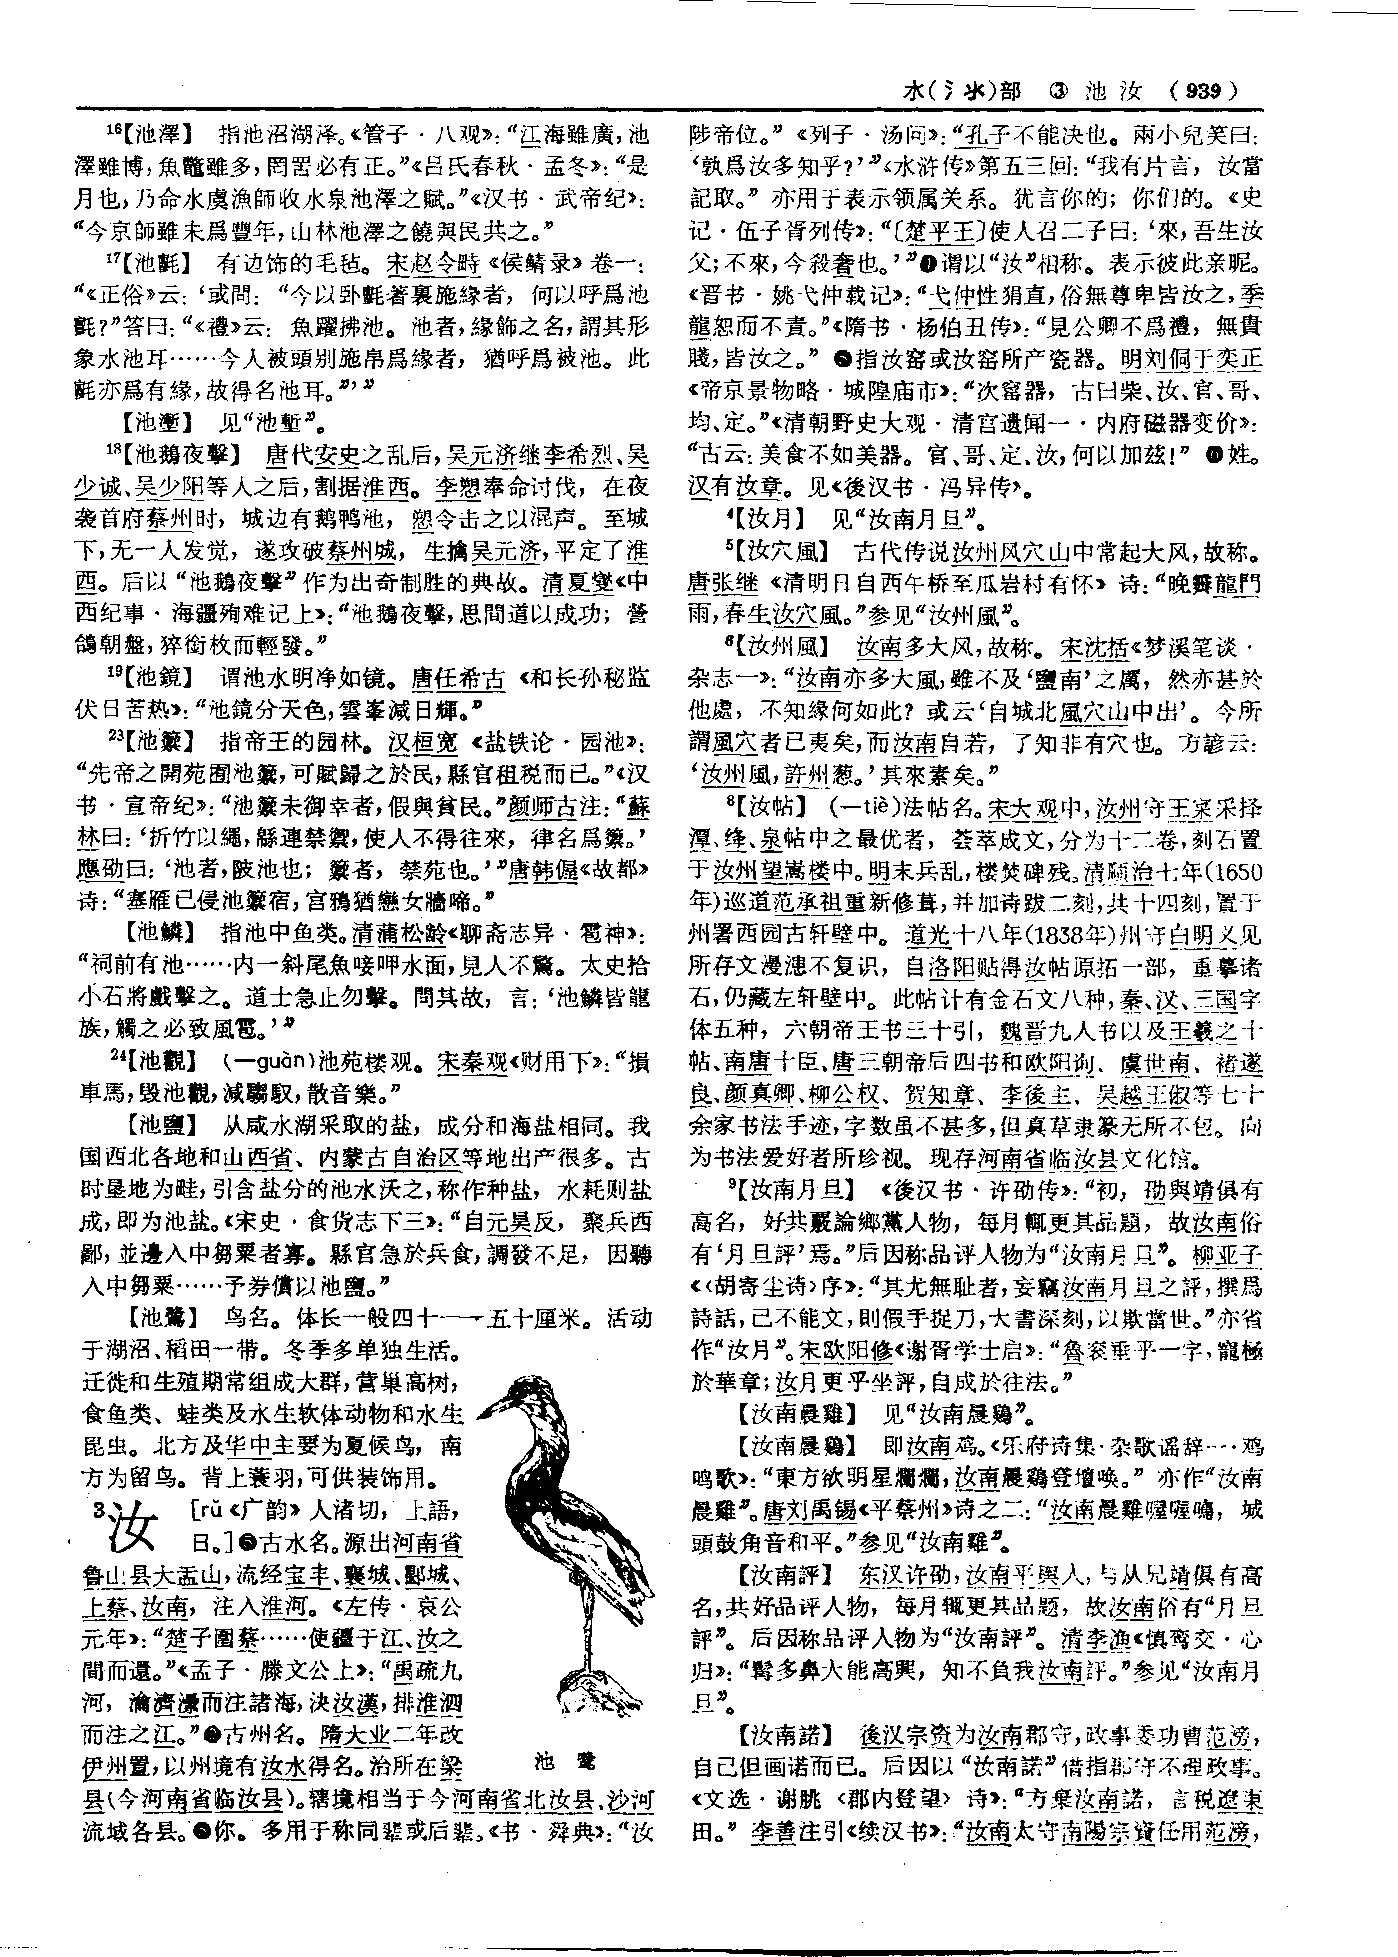 水(氵氺)部　③　池　汝　(939)
¹⁶【池澤】　指池沼湖泽。《管子·八观》：“江海雖廣，池
澤雖博，魚鼈雖多，罔罟必有正。”《吕氏春秋·孟冬》：“是
月也，乃命水虞漁師收水泉池澤之賦。”《汉书·武帝纪》：
“今京師雖未爲豐年，山林池澤之饒與民共之。”
¹⁷【池氈】　有边饰的毛毡。宋赵令畤《侯鯖录》卷一：
“《正俗》云：‘或問：“今以卧氈著裏施緣者，何以呼爲池
氈？”答曰：“《禮》云：魚躍拂池。池者，緣飾之名，謂其形
象水池耳……今人被頭别施帛爲緣者，猶呼爲被池。此
氈亦爲有緣，故得名池耳。”’”
【池壍】　见“池塹”。
¹⁸【池鵝夜擊】　唐代安史之乱后，吴元济继李希烈、吴
少诚、吴少阳等人之后，割据淮西。李愬奉命讨伐，在夜
袭首府蔡州时，城边有鹅鸭池，愬令击之以混声。至城
下，无一人发觉，遂攻破蔡州城，生擒吴元济，平定了淮
西。后以“池鵝夜擊”作为出奇制胜的典故。清夏燮《中
西纪事·海疆殉难记上》：“池鵝夜擊，思間道以成功；營
鴿朝盤，猝銜枚而輕發。”
¹⁹【池鏡】　谓池水明净如镜。唐任希古《和长孙秘监
伏日苦热》：“池鏡分天色，雲峯減日輝。”
²³【池籞】　指帝王的园林。汉桓宽《盐铁论·园池》：
“先帝之開苑囿池籞，可賦歸之於民，縣官租税而已。”《汉
书·宣帝纪》：“池籞未御幸者，假與貧民。”颜师古注：“蘇
林曰：‘折竹以繩，緜連禁禦，使人不得往來，律名爲籞。’
應劭曰：‘池者，陂池也；籞者，禁苑也。’”唐韩偓《故都》
诗：“塞雁已侵池籞宿，宫鴉猶戀女牆啼。”
【池鱗】　指池中鱼类。清蒲松龄《聊斋志异·雹神》：
“祠前有池……内一斜尾魚唼呷水面，見人不驚。太史拾
小石將戲擊之。道士急止勿擊。問其故，言：‘池鱗皆龍
族，觸之必致風雹。’”
²⁴【池觀】　(一guàn)池苑楼观。宋秦观《财用下》：“損
車馬，毁池觀，減騶馭，散音樂。”
【池鹽】　从咸水湖采取的盐，成分和海盐相同。我
国西北各地和山西省、内蒙古自治区等地出产很多。古
时垦地为畦，引含盐分的池水沃之，称作种盐，水耗则盐
成，即为池盐。《宋史·食货志下三》：“自元昊反，聚兵西
鄙，並邊入中芻粟者寡。縣官急於兵食，調發不足，因聽
入中芻粟……予券償以池鹽。”
【池鷺】　鸟名。体长一般四十——五十厘米。活动
于湖沼、稻田一带。冬季多单独生活。
迁徙和生殖期常组成大群，营巢高树，
食鱼类、蛙类及水生软体动物和水生
昆虫。北方及华中主要为夏候鸟，南
方为留鸟。背上蓑羽，可供装饰用。
³汝　[rǔ《广韵》人渚切，上語，
日。]❶古水名。源出河南省
鲁山县大盂山，流经宝丰、襄城、郾城、
上蔡、汝南，注入淮河。《左传·哀公
元年》：“楚子圍蔡……使疆于江、汝之
間而還。”《孟子·滕文公上》：“禹疏九
河，瀹濟漯而注諸海，決汝漢，排淮泗
而注之江。”❷古州名。隋大业二年改
伊州置，以州境有汝水得名。治所在梁
县(今河南省临汝县)。辖境相当于今河南省北汝县、沙河
流域各县。❸你。多用于称同辈或后辈。《书·舜典》：“汝
池　鹭
陟帝位。”《列子·汤问》：“孔子不能决也。兩小兒笑曰：
‘孰爲汝多知乎？’”《水浒传》第五三回：“我有片言，汝當
記取。”亦用于表示领属关系。犹言你的；你们的。《史
记·伍子胥列传》：“〔楚平王〕使人召二子曰：‘來，吾生汝
父；不來，今殺奢也。’”❹谓以“汝”相称。表示彼此亲昵。
《晋书·姚弋仲载记》：“弋仲性狷直，俗無尊卑皆汝之，季
龍恕而不責。”《隋书·杨伯丑传》：“見公卿不爲禮，無貴
賤，皆汝之。”❺指汝窑或汝窑所产瓷器。明刘侗于奕正
《帝京景物略·城隍庙市》：“次窰器，古曰柴、汝、官、哥、
均、定。”《清朝野史大观·清宫遗闻一·内府磁器变价》：
“古云：美食不如美器。官、哥、定、汝，何以加兹！”❻姓。
汉有汝章。见《後汉书·冯异传》。
⁴【汝月】　见“汝南月旦”。
⁵【汝穴風】　古代传说汝州风穴山中常起大风，故称。
唐张继《清明日自西午桥至瓜岩村有怀》诗：“晚霽龍門
雨，春生汝穴風。”参见“汝州風”。
⁶【汝州風】　汝南多大风，故称。宋沈括《梦溪笔谈·
杂志一》：“汝南亦多大風，雖不及‘鹽南’之厲，然亦甚於
他處，不知緣何如此？或云‘自城北風穴山中出’。今所
謂風穴者已夷矣，而汝南自若，了知非有穴也。方諺云：
‘汝州風，許州葱。’其來素矣。”
⁸【汝帖】　(一tiè)法帖名。宋大观中，汝州守王寀采择
潭、绛、泉帖中之最优者，荟萃成文，分为十二卷，刻石置
于汝州望嵩楼中。明末兵乱，楼焚碑残。清顺治七年(1650
年)巡道范承祖重新修葺，并加诗跋二刻，共十四刻，置于
州署西园古轩壁中。道光十八年(1838年)州守白明义见
所存文漫漶不复识，自洛阳贴得汝帖原拓一部，重摹诸
石，仍藏左轩壁中。此帖计有金石文八种，秦、汉、三国字
体五种，六朝帝王书三十引，魏晋九人书以及王羲之十
帖、南唐十臣、唐三朝帝后四书和欧阳询、虞世南、褚遂
良、颜真卿、柳公权、贺知章、李後主、吴越王俶等七十
余家书法手迹，字数虽不甚多，但真草隶篆无所不包。向
为书法爱好者所珍视。现存河南省临汝县文化馆。
⁹【汝南月旦】　《後汉书·许劭传》：“初，劭與靖俱有
高名，好共覈論鄉黨人物，每月輒更其品題，故汝南俗
有‘月旦評’焉。”后因称品评人物为“汝南月旦”。柳亚子
《〈胡寄尘诗〉序》：“其尤無耻者，妄竊汝南月旦之評，撰爲
詩話，己不能文，則假手捉刀，大書深刻，以欺當世。”亦省
作“汝月”。宋欧阳修《谢胥学士启》：“魯衮垂乎一字，寵極
於華章；汝月更乎坐評，自成於往法。”
【汝南晨雞】　见“汝南晨鷄”。
【汝南晨鷄】　即汝南鸡。《乐府诗集·杂歌谣辞一·鸡
鸣歌》：“東方欲明星爛爛，汝南晨鷄登壇唤。”亦作“汝南
晨雞”。唐刘禹锡《平蔡州》诗之二：“汝南晨雞喔喔鳴，城
頭鼓角音和平。”参见“汝南雞”。
【汝南評】　东汉许劭，汝南平舆人，与从兄靖俱有高
名，共好品评人物，每月辄更其品题，故汝南俗有“月旦
評”。后因称品评人物为“汝南評”。清李渔《慎鸾交·心
归》：“髯多鼻大能高興，知不負我汝南評。”参见“汝南月
旦”。
【汝南諾】　後汉宗资为汝南郡守，政事委功曹范滂，
自己但画诺而已。后因以“汝南諾”借指郡守不理政事。
《文选·谢朓〈郡内登望〉诗》：“方棄汝南諾，言税遼東
田。”李善注引《续汉书》：“汝南太守南陽宗資任用范滂，